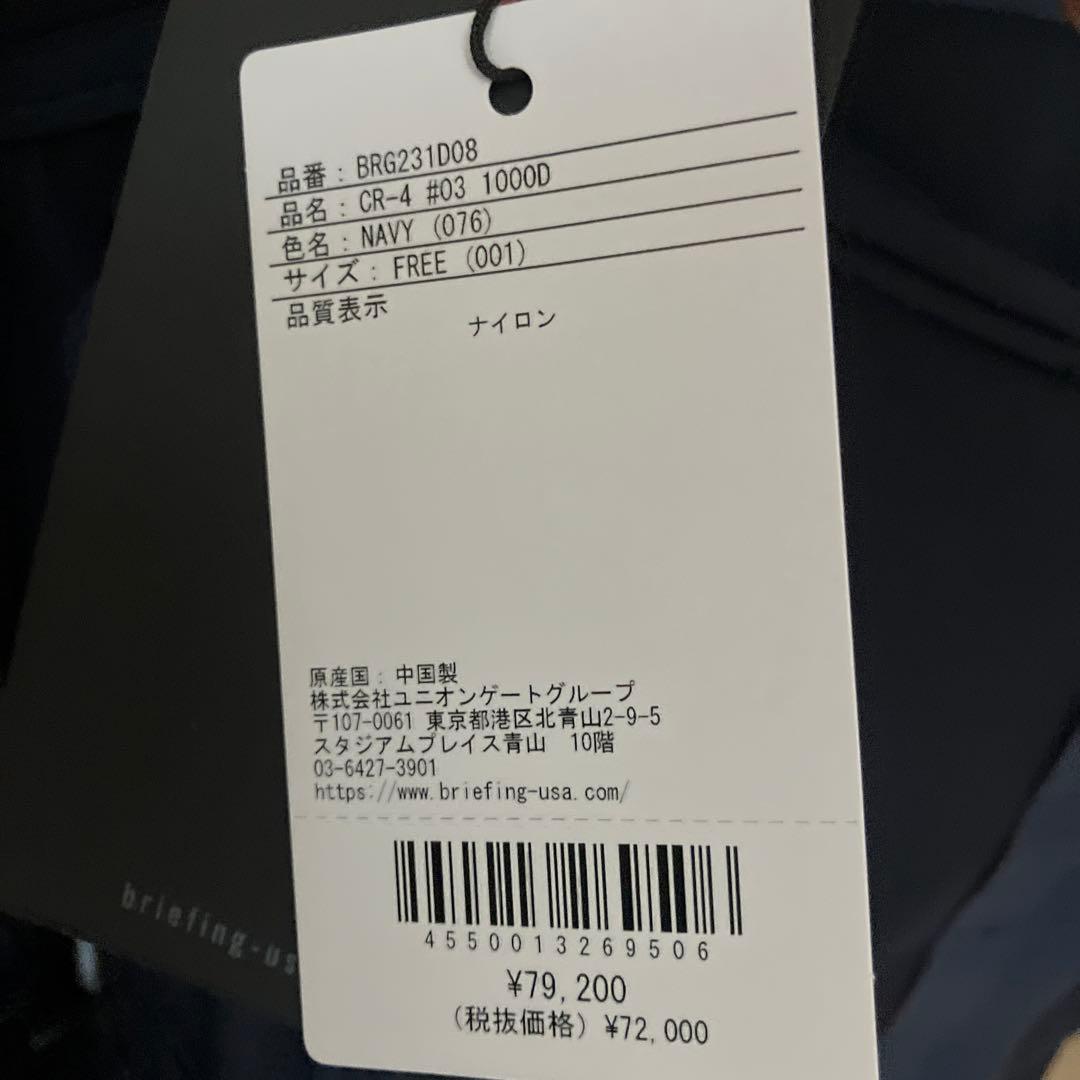 品番：BRG231D08
品名：CR-4 #03 1000D
色名：NAVY (076)
サイズ：FREE (001)
品質表示
ナイロン
原産国：中国製
株式会社ユニオンゲートグループ
〒107-0061 東京都港区北青山2-9-5
スタジアムプレイス青山　10階
03-6427-3901
https://www.briefing-usa.com/
4550013269506
¥79,200
(税抜価格) ¥72,000
briefing-us